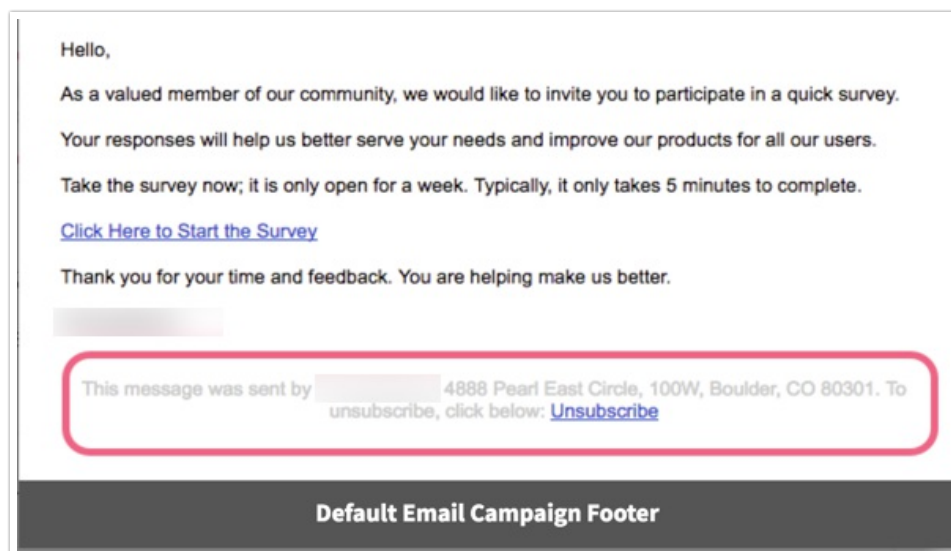 Hello,
As a valued member of our community, we would like to invite you to participate in a quick survey.
Your responses will help us better serve your needs and improve our products for all our users.
Take the survey now; it is only open for a week. Typically, it only takes 5 minutes to complete.
Click Here to Start the Survey
Thank you for your time and feedback. You are helping make us better.
This message was sent by 4888 Pearl East Circle, 100W, Boulder, CO 80301. To
unsubscribe, click below: Unsubscribe
Default Email Campaign Footer